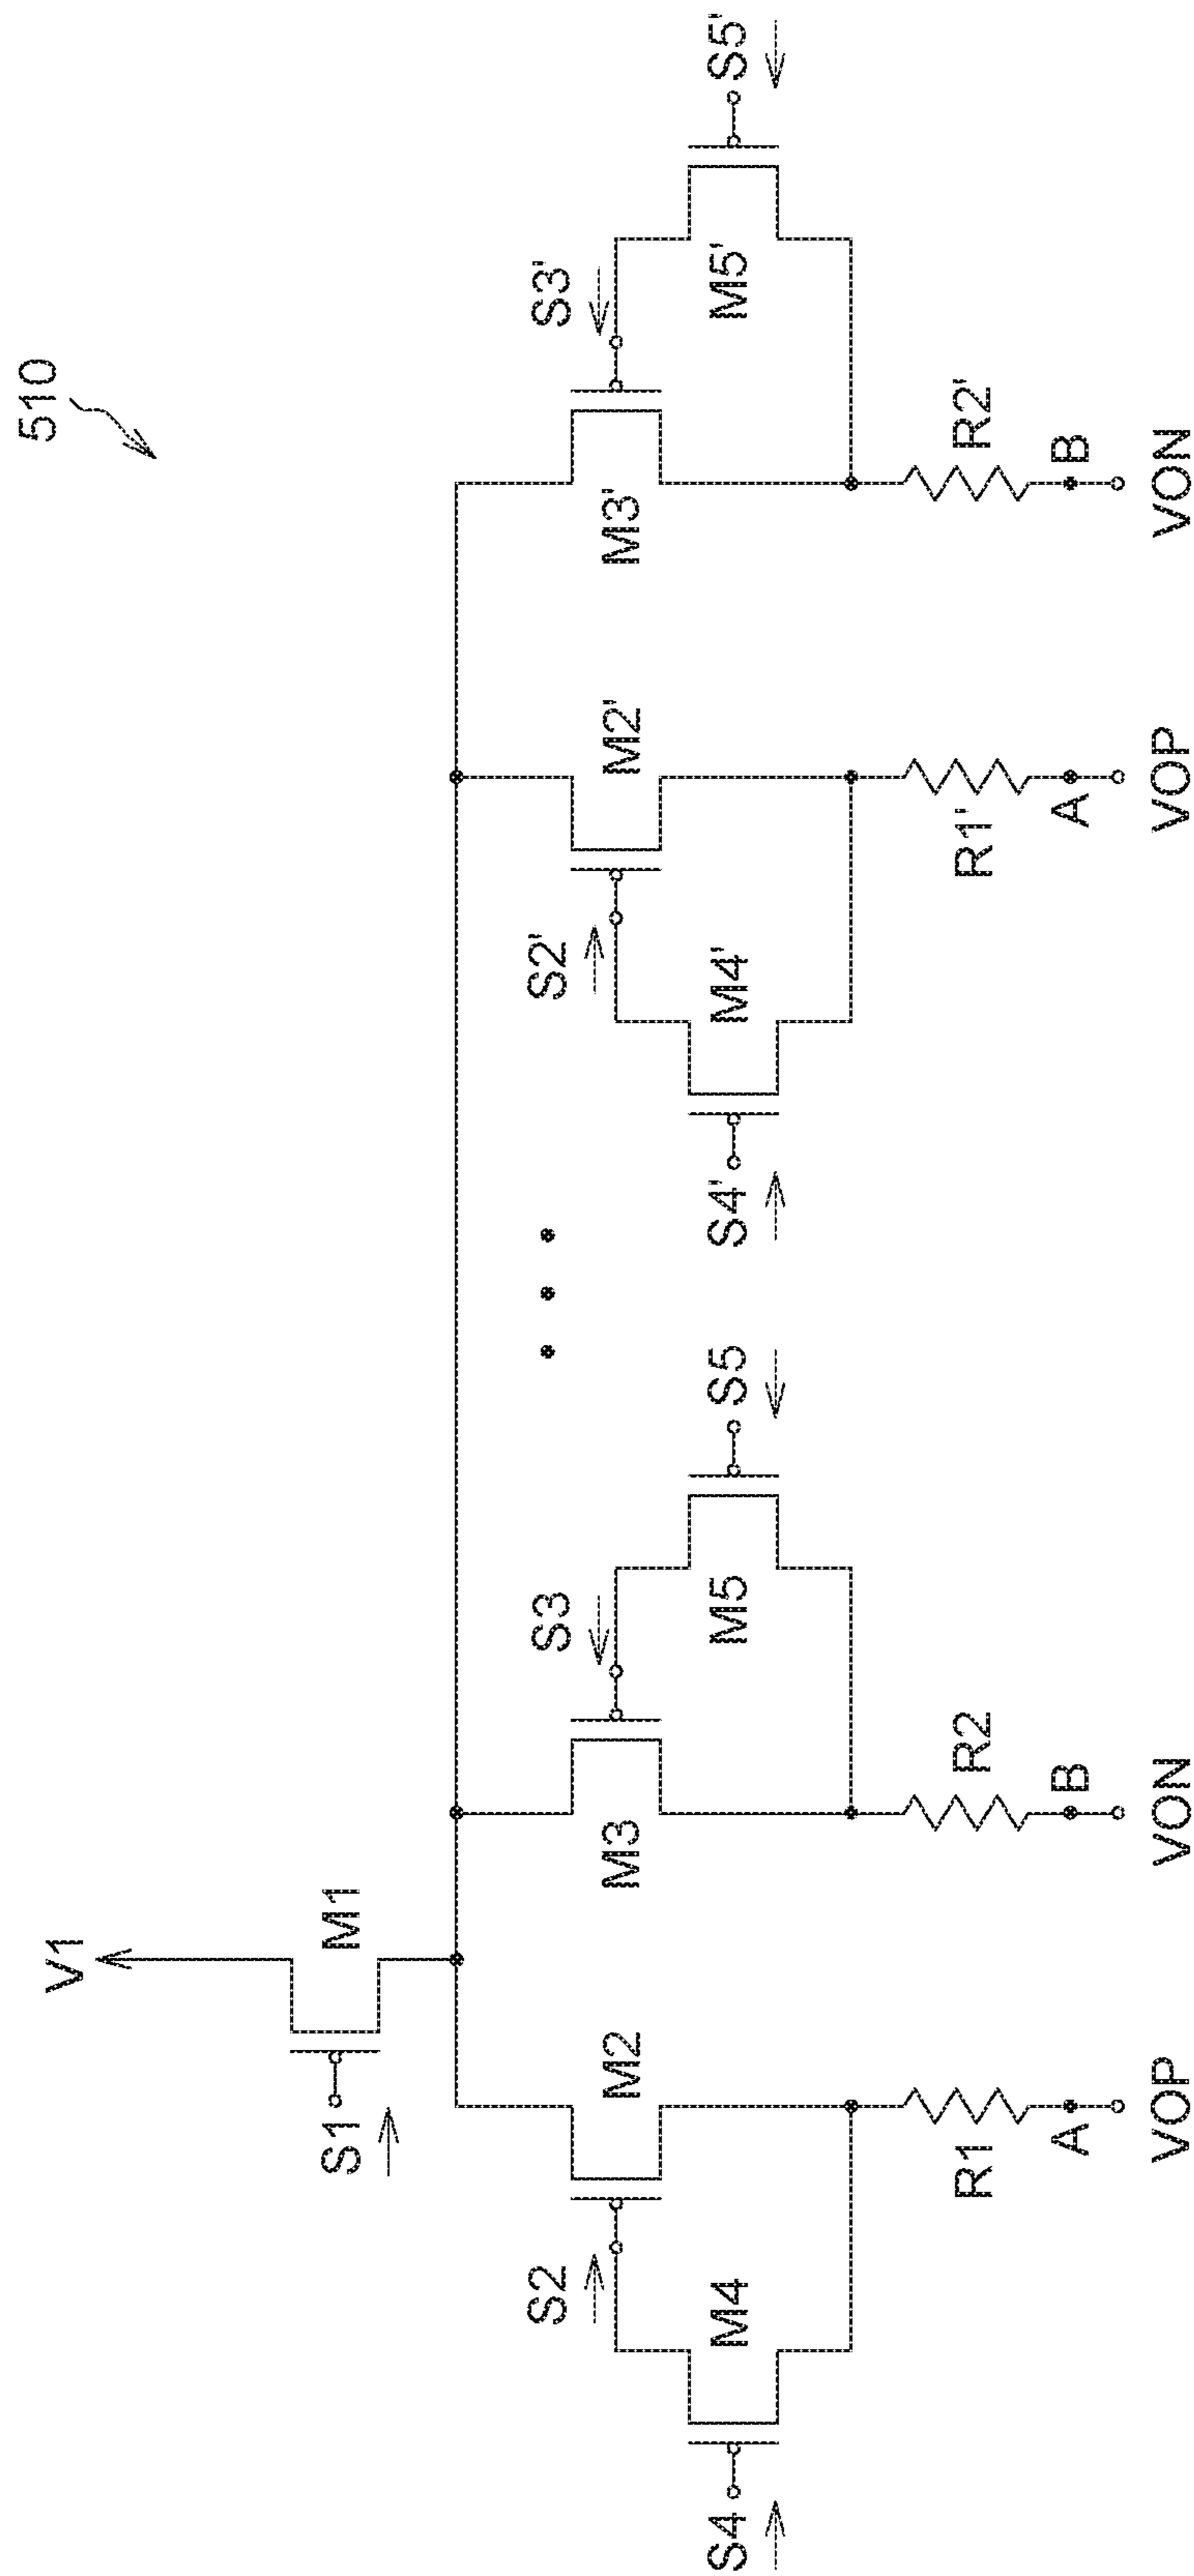 510
V1
S1
M1
S2
M2
M3
S3
S2'
M2'
M3'
S3'
S4
M4
M5
S5
S4'
M4'
M5'
S5'
R1
R2
R1'
R2'
A
B
A
B
VOP
VON
VOP
VON